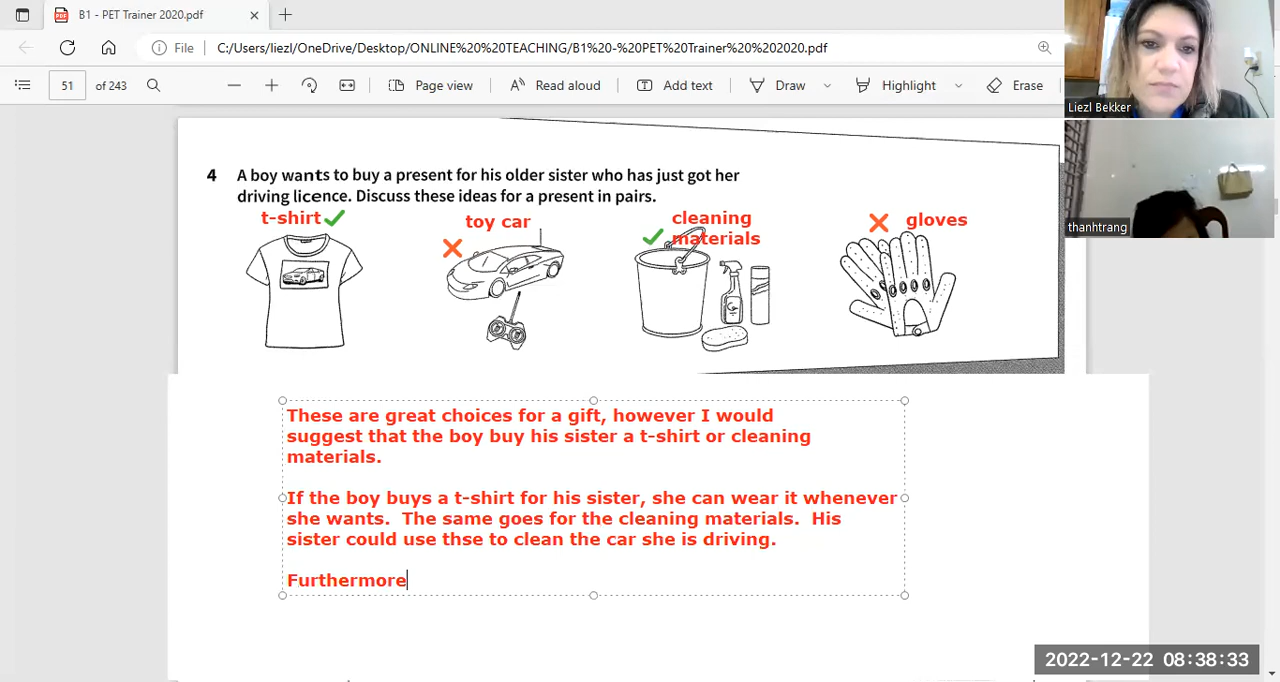 B1 - PET Trainer 2020.pdf
File
C:/Users/liezl/OneDrive/Desktop/ONLINE%20%20TEACHING/B1%20-%20PET%20Trainer%20%202020.pdf
51 of 243
Page view
Read aloud
Add text
Draw
Highlight
Erase
Liezl Bekker
thanhtrang
4 A boy wants to buy a present for his older sister who has just got her
driving licence. Discuss these ideas for a present in pairs.
t-shirt
toy car
cleaning
materials
gloves
These are great choices for a gift, however I would
suggest that the boy buy his sister a t-shirt or cleaning
materials.
If the boy buys a t-shirt for his sister, she can wear it whenever
she wants. The same goes for the cleaning materials. His
sister could use thse to clean the car she is driving.
Furthermore
2022-12-22 08:38:33